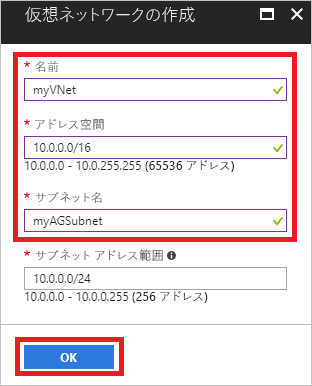 仮想ネットワークの作成
* 名前
myVNet
* アドレス空間
10.0.0.0/16
10.0.0.0 - 10.0.255.255 (65536 アドレス)
* サブネット名
myAGSubnet
* サブネット アドレス範囲
10.0.0.0/24
10.0.0.0 - 10.0.0.255 (256 アドレス)
OK